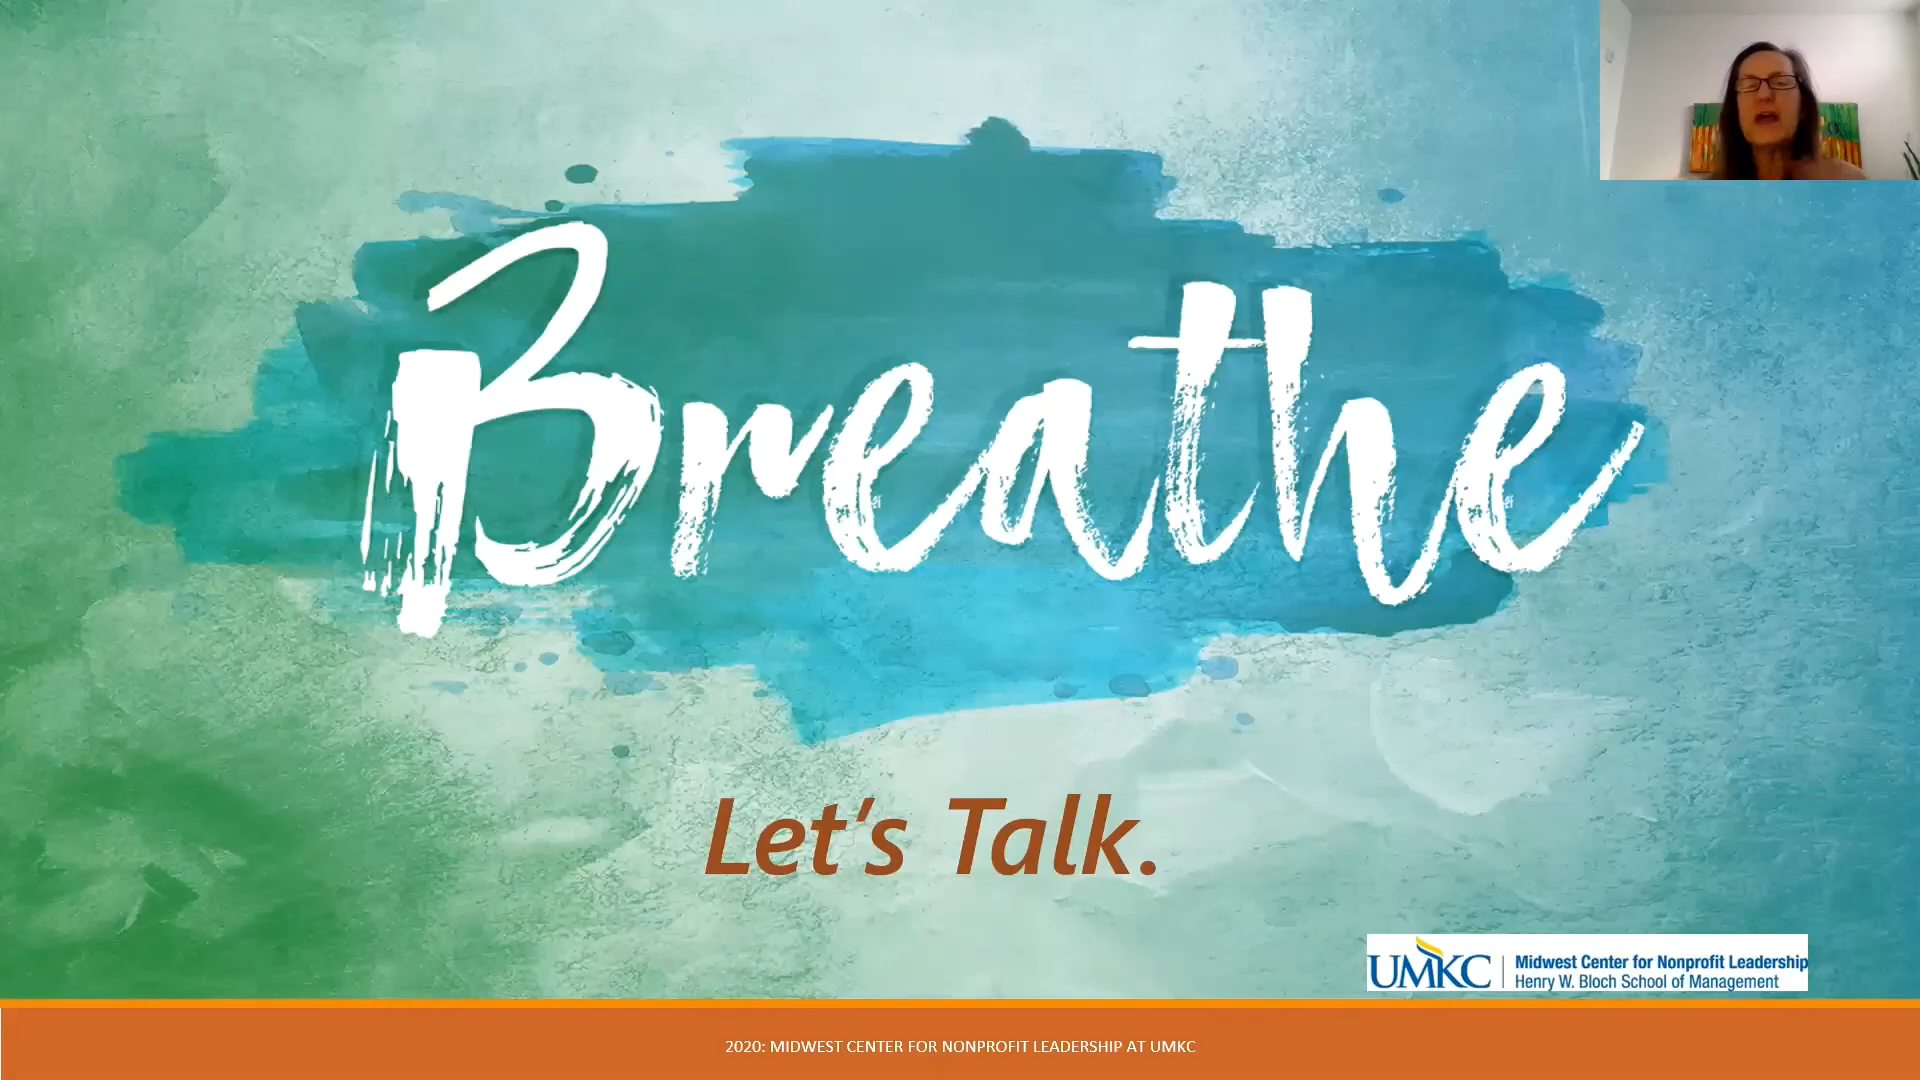 Breathe
Let's Talk.
UMKC
Midwest Center for Nonprofit Leadership
Henry W. Bloch School of Management
2020: MIDWEST CENTER FOR NONPROFIT LEADERSHIP AT UMKC